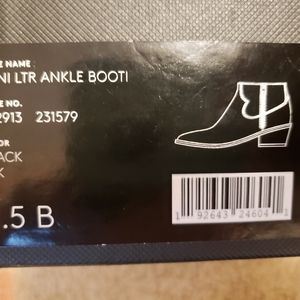 E NAME :
NI LTR ANKLE BOOTI
E NO.
2913 231579
OR
ACK
K
.5 B
1 92643 24604 1